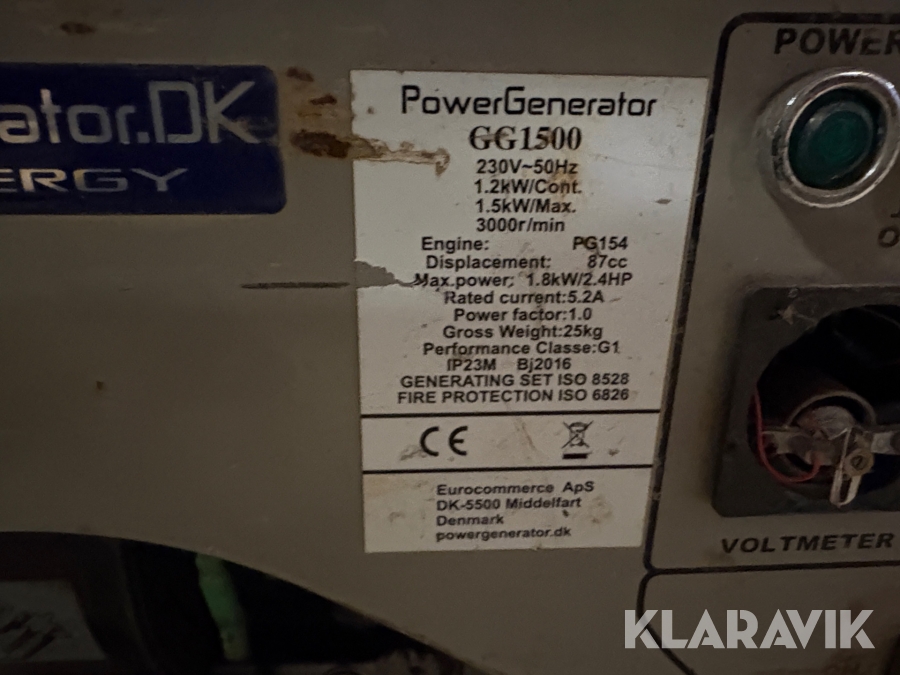 ator.DK
ERGY
PowerGenerator
GG1500
230V~50Hz
1.2kW/Cont.
1.5kW/Max.
3000r/min
Engine: PG154
Displacement: 87cc
Max.power: 1.8kW/2.4HP
Rated current:5.2A
Power factor:1.0
Gross Weight:25kg
Performance Classe:G1
IP23M Bj2016
GENERATING SET ISO 8528
FIRE PROTECTION ISO 6826
CE
Eurocommerce ApS
DK-5500 Middelfart
Denmark
powergenerator.dk
POWER
VOLTMETER
KLARAVIK